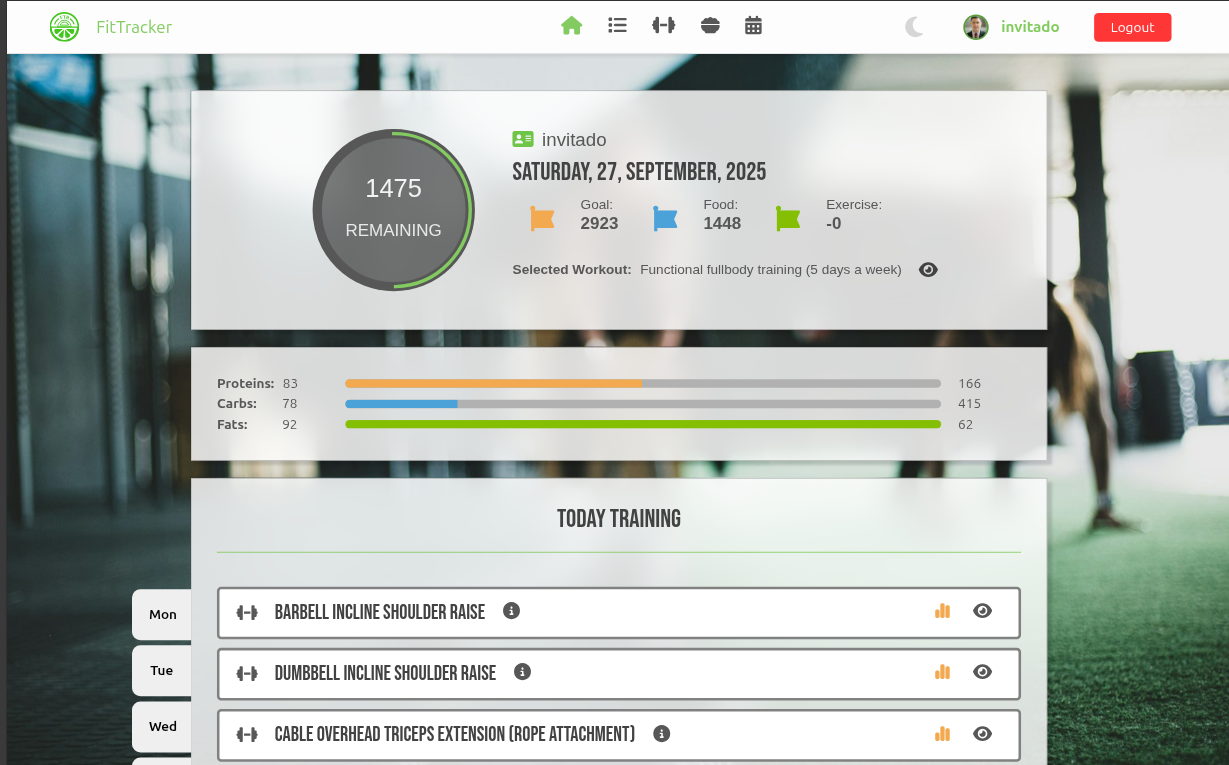 FitTracker
invitado
Logout
1475
REMAINING
invitado
SATURDAY, 27, SEPTEMBER, 2025
Goal:
2923
Food:
1448
Exercise:
-0
Selected Workout: Functional fullbody training (5 days a week)
Proteins: 83 166
Carbs: 78 415
Fats: 92 62
TODAY TRAINING
Mon
Tue
Wed
BARBELL INCLINE SHOULDER RAISE
DUMBBELL INCLINE SHOULDER RAISE
CABLE OVERHEAD TRICEPS EXTENSION (ROPE ATTACHMENT)